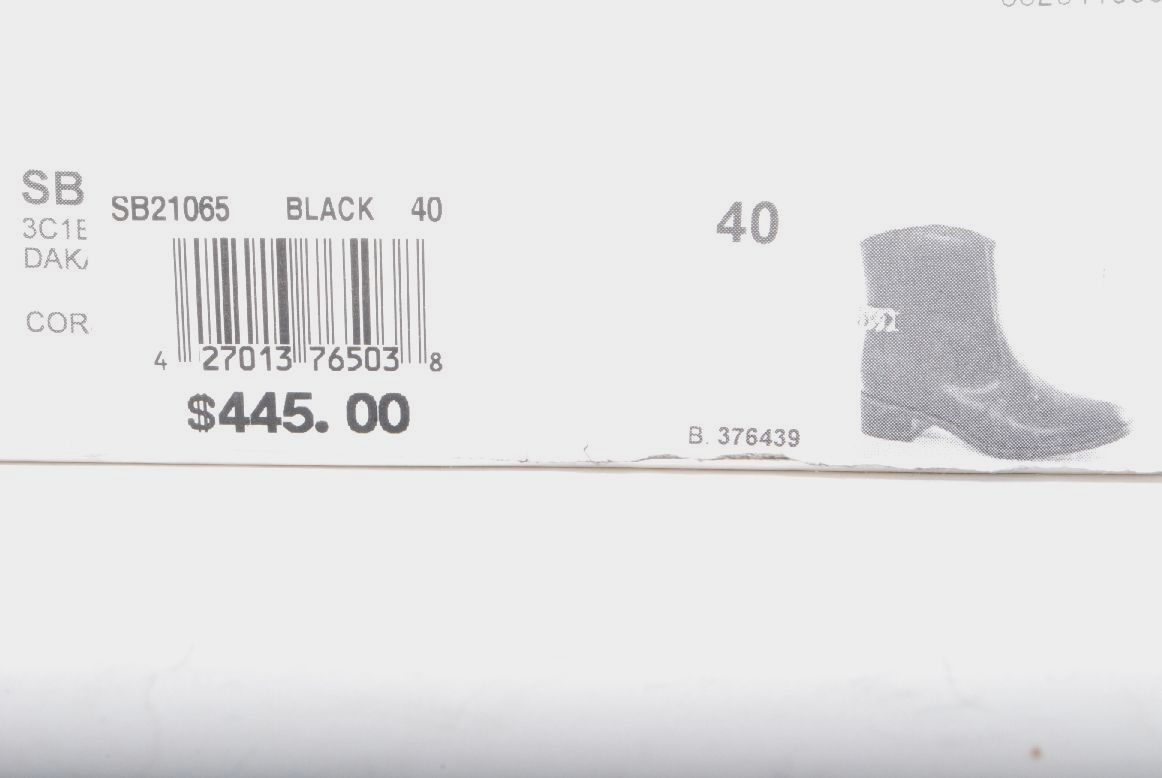 SB
SB21065 BLACK 40
3C1E
DAK
COR
4 27013 76503 8
$445.00
40
B. 376439